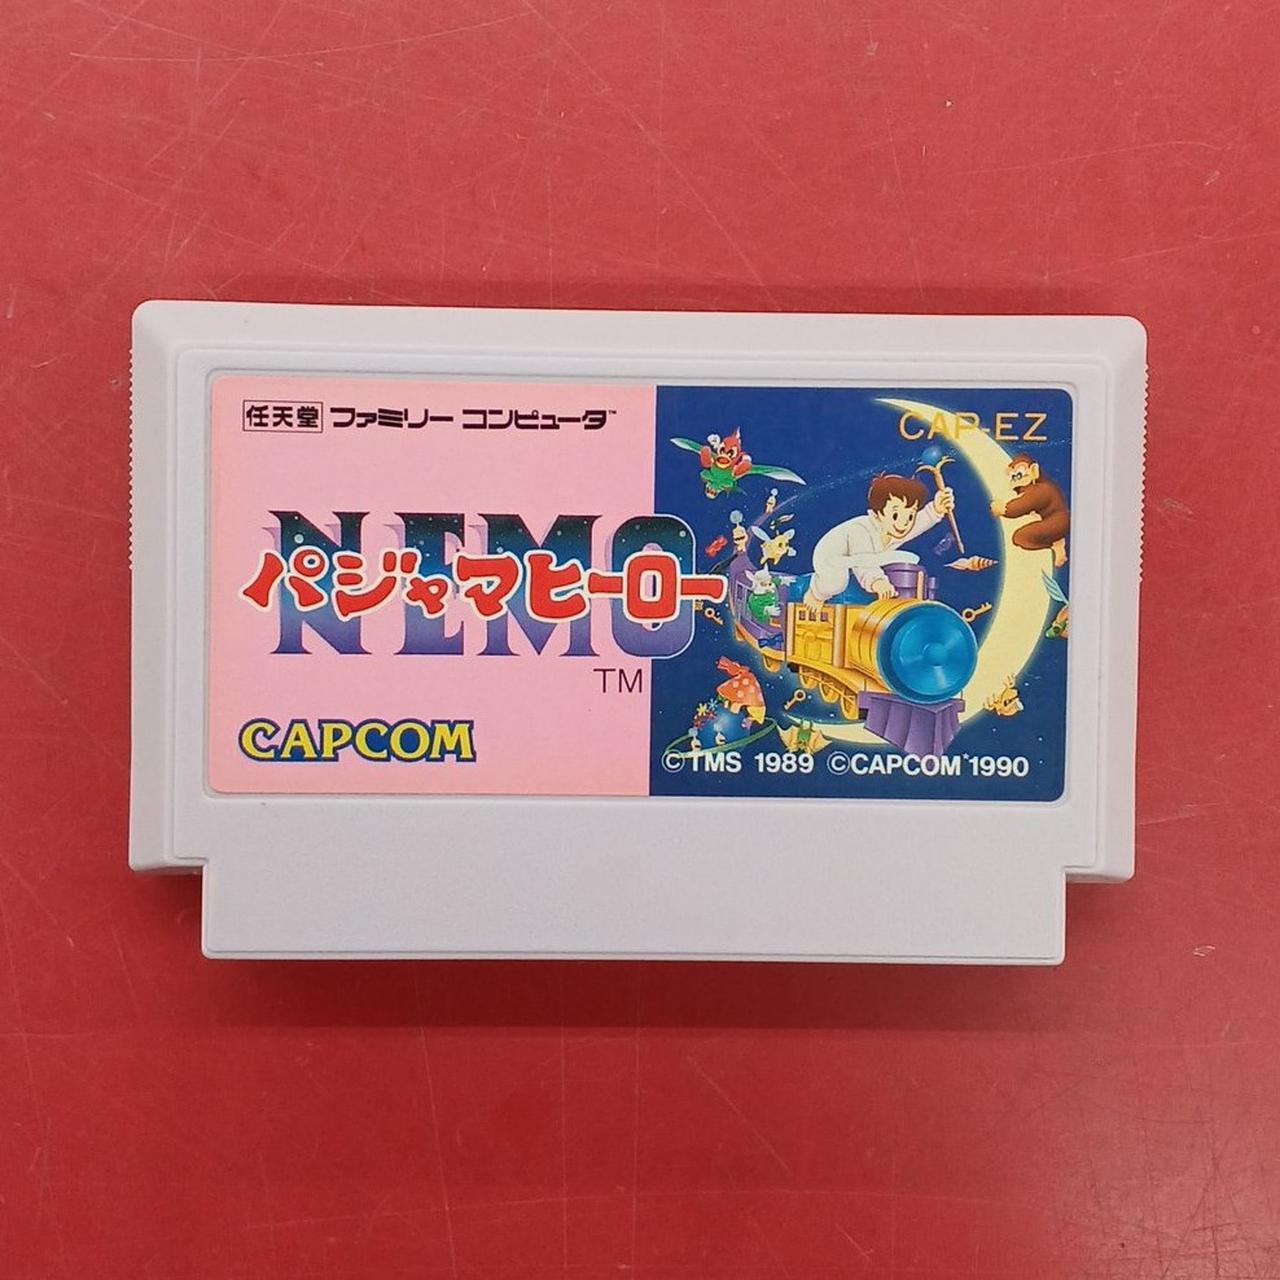 任天堂 ファミリー コンピュータ™
CAP-EZ
NEMO
パジャマヒーロー
TM
CAPCOM
©TMS 1989 ©CAPCOM*1990